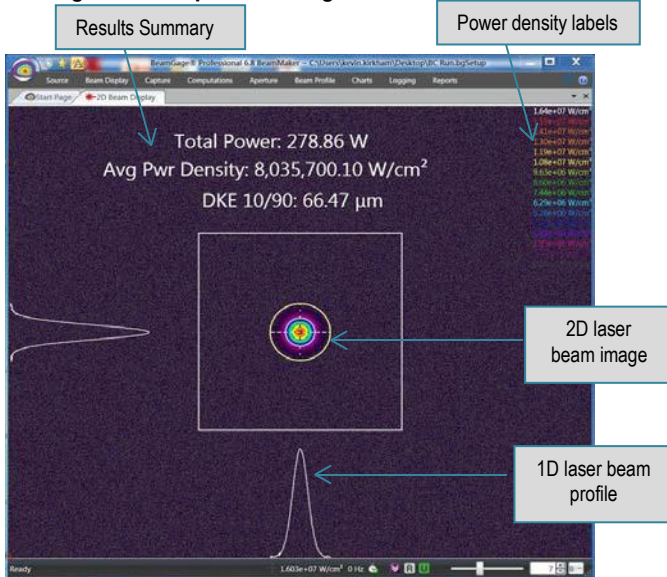 Results Summary
Power density labels
BeamGage® Professional 6.8 BeamMaker - C:\Users\kevin.kirkham\Desktop\BC Run.bgSetup
Source Beam Display Capture Computations Aperture Beam Profile Charts Logging Reports
Start Page 2D Beam Display
1.64e+07 W/cm²
1.30e+07 W/cm²
1.19e+07 W/cm²
1.08e+07 W/cm²
9.63e+06 W/cm²
8.60e+06 W/cm²
7.44e+06 W/cm²
6.29e+06 W/cm²
Total Power: 278.86 W
Avg Pwr Density: 8,035,700.10 W/cm²
DKE 10/90: 66.47 µm
2D laser
beam image
1D laser beam
profile
Ready 1.603e+07 W/cm² 0 Hz 7